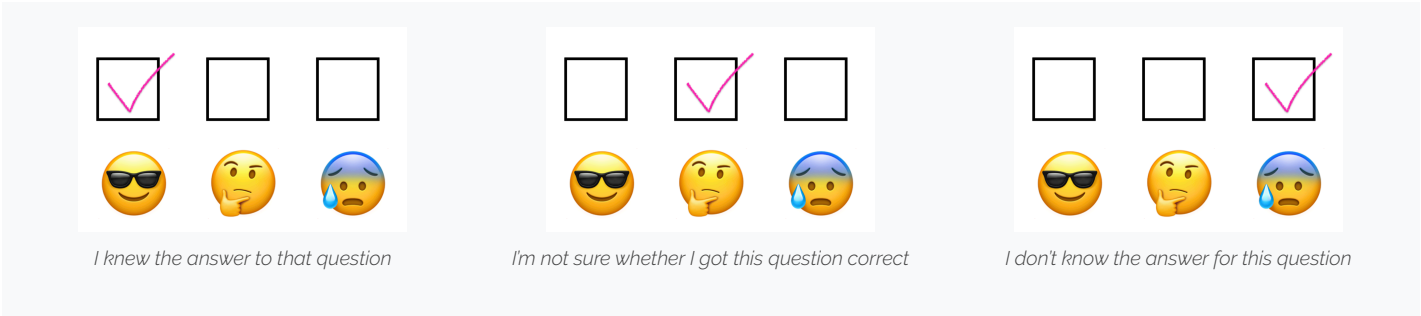 I knew the answer to that question
I'm not sure whether I got this question correct
I don't know the answer for this question